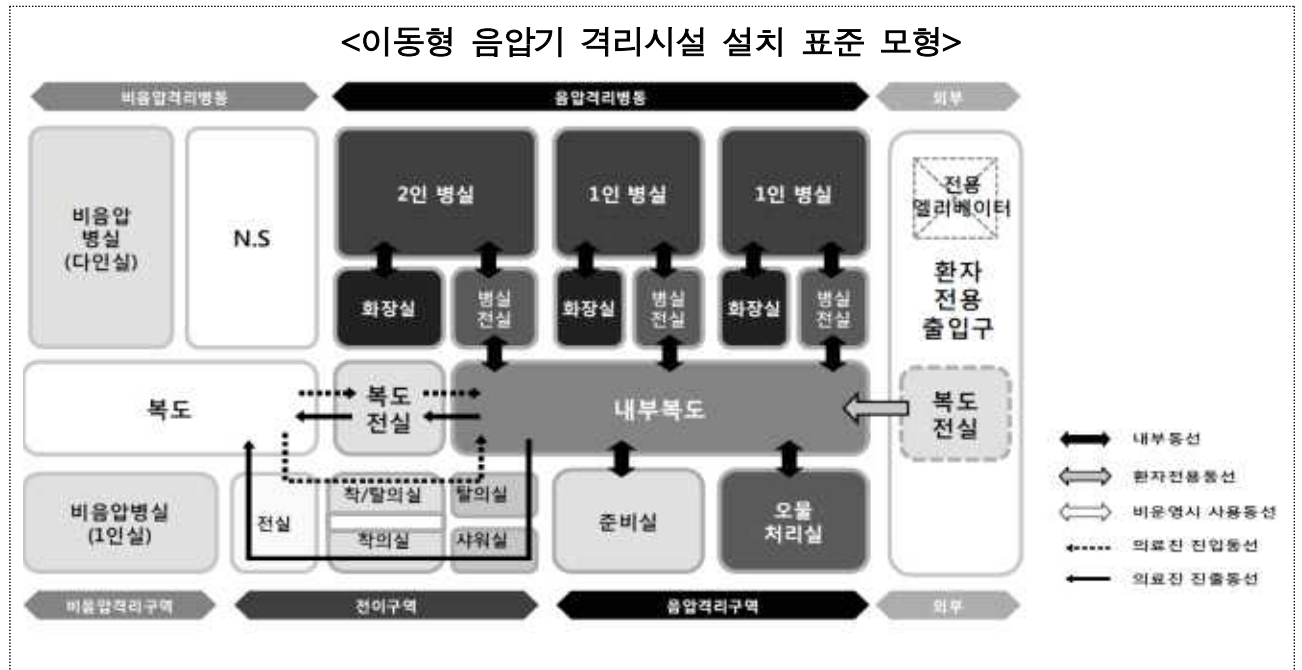 <이동형 음압기 격리시설 설치 표준 모형>
비음압격리병동
음압격리병동
외부
비음압
병실
(다인실)
N.S
2인 병실
1인 병실
1인 병실
전용
엘리베이터
화장실
병실
전실
화장실
병실
전실
화장실
병실
전실
환자
전용
출입구
복도
복도
전실
내부복도
복도
전실
비음압병실
(1인실)
전실
착/탈의실
탈의실
착의실
샤워실
준비실
오물
처리실
내부동선
환자전용동선
비운영시 사용동선
의료진 진입동선
의료진 진출동선
비음압격리구역
전이구역
음압격리구역
외부